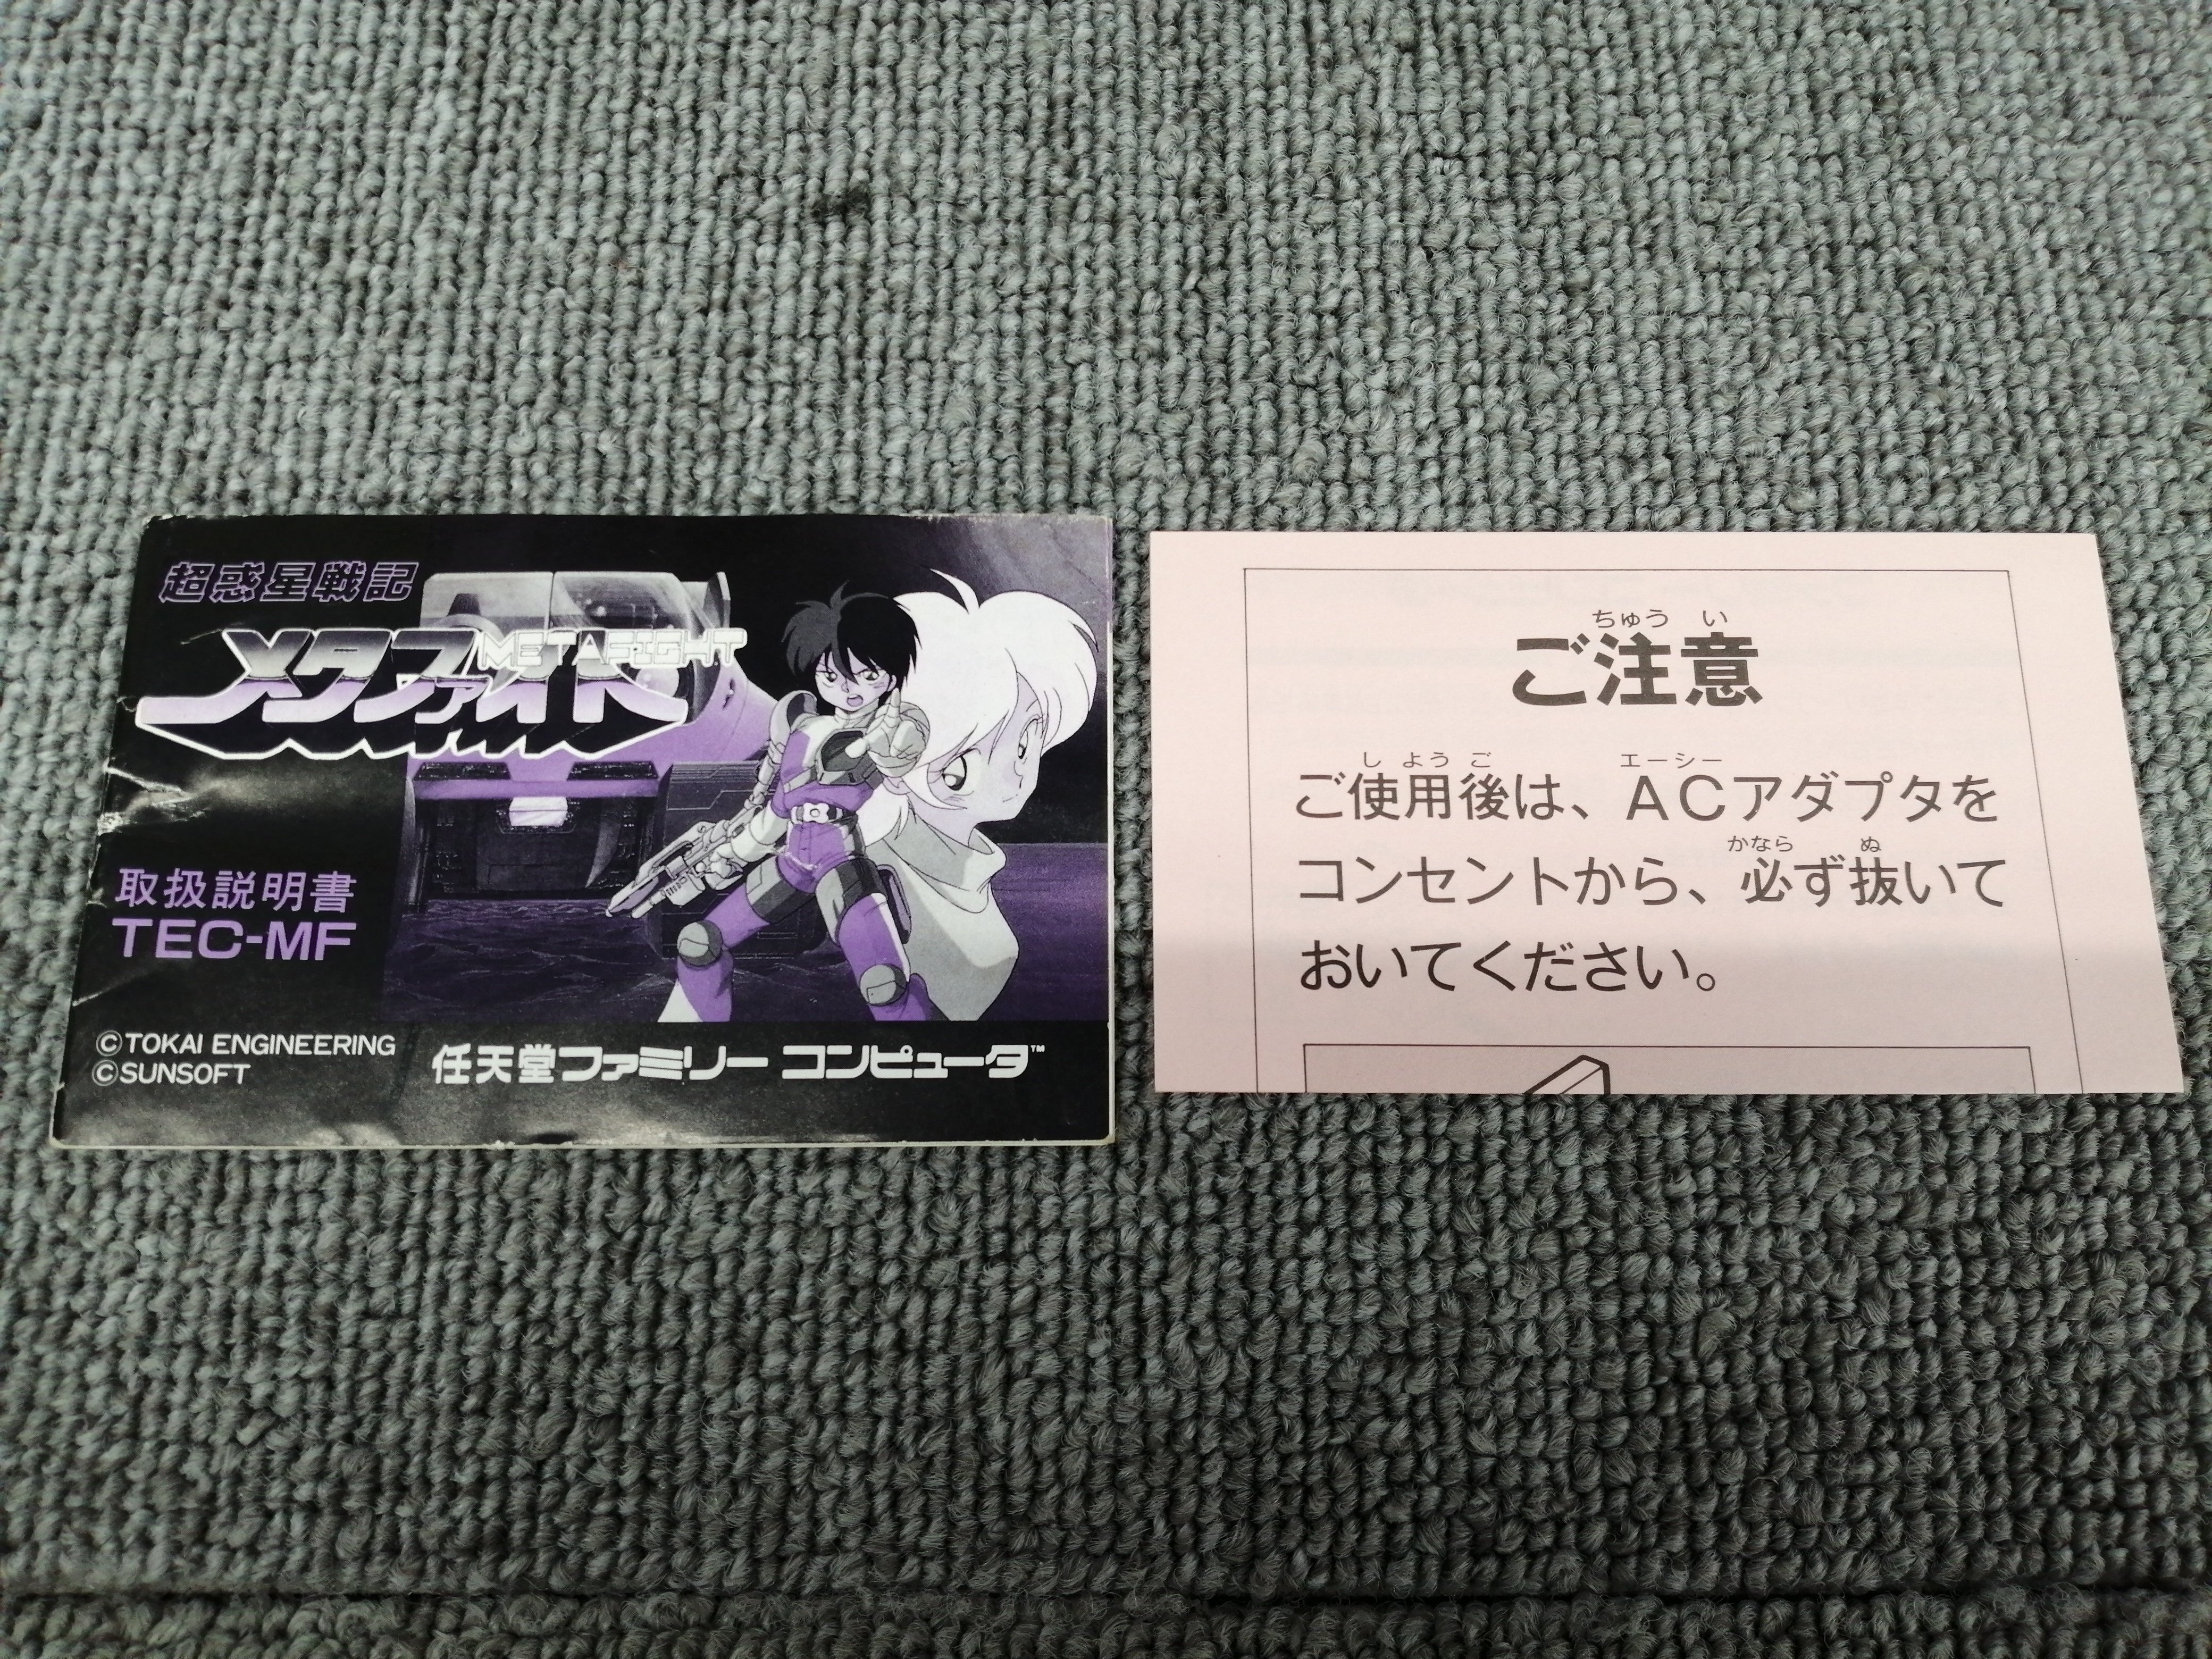 超惑星戦記
メタファイト
METAFIGHT
取扱説明書
TEC-MF
©TOKAI ENGINEERING
©SUNSOFT
任天堂ファミリー コンピュータ™
ちゅう い
ご注意
し よう ご エーシー
ご使用後は、ACアダプタを
かなら ぬ
コンセントから、必ず抜いて
おいてください。